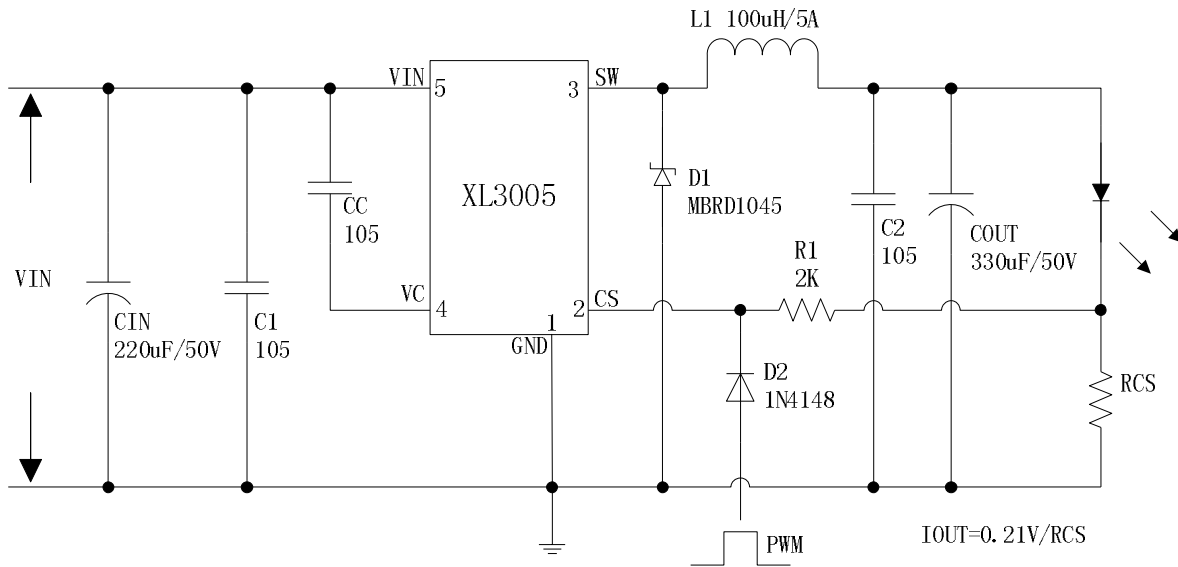 L1 100uH/5A
VIN
5
3
SW
XL3005
D1
MBRD1045
CC
105
C2
105
COUT
330uF/50V
R1
2K
VIN
VC
4
2
CS
1
GND
CIN
220uF/50V
C1
105
D2
1N4148
RCS
PWM
IOUT=0.21V/RCS